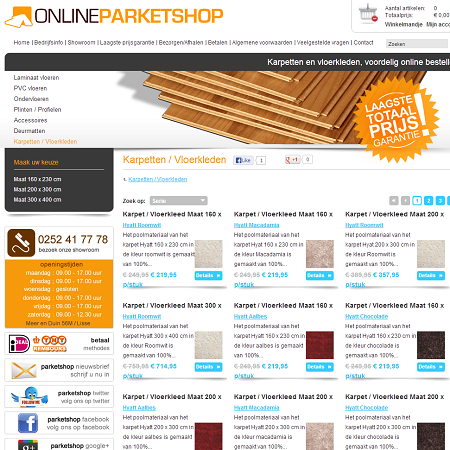 ONLINEPARKETSHOP
Aantal artikelen: 0
Totaalprijs: € 0,00
Winkelmandje Mijn acco
Home | Bedrijfsinfo | Showroom | Laagste prijsgarantie | Bezorgen/Afhalen | Betalen | Algemene voorwaarden | Veelgestelde vragen | Contact
Zoeken
Karpetten en vloerkleden, voordelig online bestell
Laminaat vloeren
PVC vloeren
Ondervloeren
Plinten / Profielen
Accessoires
Deurmatten
Karpetten / Vloerkleden
LAAGSTE
TOTAAL
PRIJS!
GARANTIE
Maak uw keuze
Maat 160 x 230 cm
Maat 200 x 300 cm
Maat 300 x 400 cm
Karpetten / Vloerkleden
Like 1
+1 0
‹ Karpetten / Vloerkleden
Zoek op: Serie
« ‹ 1 2 3
0252 41 77 78
bezoek onze showroom
openingstijden
maandag : 09.00 - 17.00 uur
dinsdag : 09.00 - 17.00 uur
woensdag : gesloten
donderdag : 09.00 - 17.00 uur
vrijdag : 09.00 - 17.00 uur
zaterdag : 09.00 - 12.30 uur
Meer en Duin 56M / Lisse
iDEAL
TNT
REMBOURS
betaal
methodes
parketshop nieuwsbrief
schrijf u nu in
parketshop twitter
volg ons op twitter
parketshop facebook
volg ons op facebook
parketshop google+
Karpet / Vloerkleed Maat 160 x
Hyatt Roomwit
Het poolmateriaal van het
karpet Hyatt 160 x 230 cm in
de kleur roomwit is
gemaakt van 100%...
€ 249,95 € 219,95
p/stuk
Details »
Karpet / Vloerkleed Maat 160 x
Hyatt Macadamia
Het poolmateriaal van het
karpet Hyat 160 x 230 cm in
de kleur macadamia is
gemaakt van 100%...
€ 249,95 € 219,95
p/stuk
Details »
Karpet / Vloerkleed Maat 200 x
Hyatt Roomwit
Het poolmateriaal van het
karpet Hyatt 200 x 300 cm
in de kleur roomwit is
gemaakt van 100%...
€ 389,95 € 357,95
p/stuk
Details »
Karpet / Vloerkleed Maat 300 x
Hyatt Roomwit
Het poolmateriaal van het
karpet Hyatt 300 x 400 cm
in de kleur Roomwit is
gemaakt van 100%...
€ 789,95 € 714,95
p/stuk
Details »
Karpet / Vloerkleed Maat 160 x
Hyatt Aalbes
Het poolmateriaal van het
karpet Hyatt 160 x 230 cm
in de kleur aalbes is
gemaakt van 100%...
€ 249,95 € 219,95
p/stuk
Details »
Karpet / Vloerkleed Maat 160 x
Hyatt Chocolade
Het poolmateriaal van het
karpet Hyatt 160 x 230 cm
in de kleur chocolade is
gemaakt van 100%...
€ 249,95 € 219,95
p/stuk
Details »
Karpet / Vloerkleed Maat 200 x
Hyatt Aalbes
Het poolmateriaal van het
karpet Hyatt 200 x 300 cm
in de kleur aalbes is
gemaakt van 100%...
Karpet / Vloerkleed Maat 200 x
Hyatt Macadamia
Het poolmateriaal van het
karpet Hyatt 200 x 300 cm
in de kleur macadamia is
gemaakt van 100%...
Karpet / Vloerkleed Maat 200 x
Hyatt Chocolade
Het poolmateriaal van het
karpet Hyatt 200 x 300 cm
in de kleur chocolade is
gemaakt van 100%...